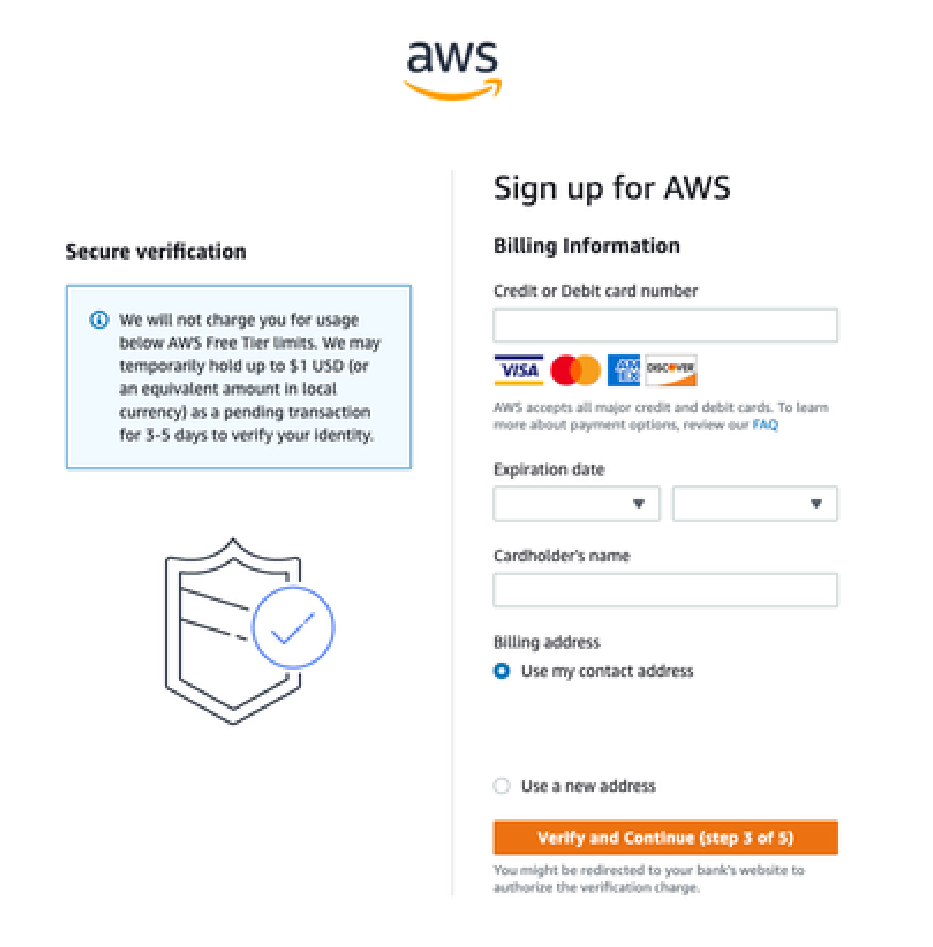 aws
Secure verification
We will not charge you for usage
below AWS Free Tier limits. We may
temporarily hold up to $1 USD (or
an equivalent amount in local
currency) as a pending transaction
for 3-5 days to verify your identity.
Sign up for AWS
Billing Information
Credit or Debit card number
VISA AM EX DISCOVER
AWS accepts all major credit and debit cards. To learn
more about payment options, review our FAQ
Expiration date
Cardholder's name
Billing address
Use my contact address
Use a new address
Verify and Continue (step 3 of 5)
You might be redirected to your bank's website to
authorize the verification charge.